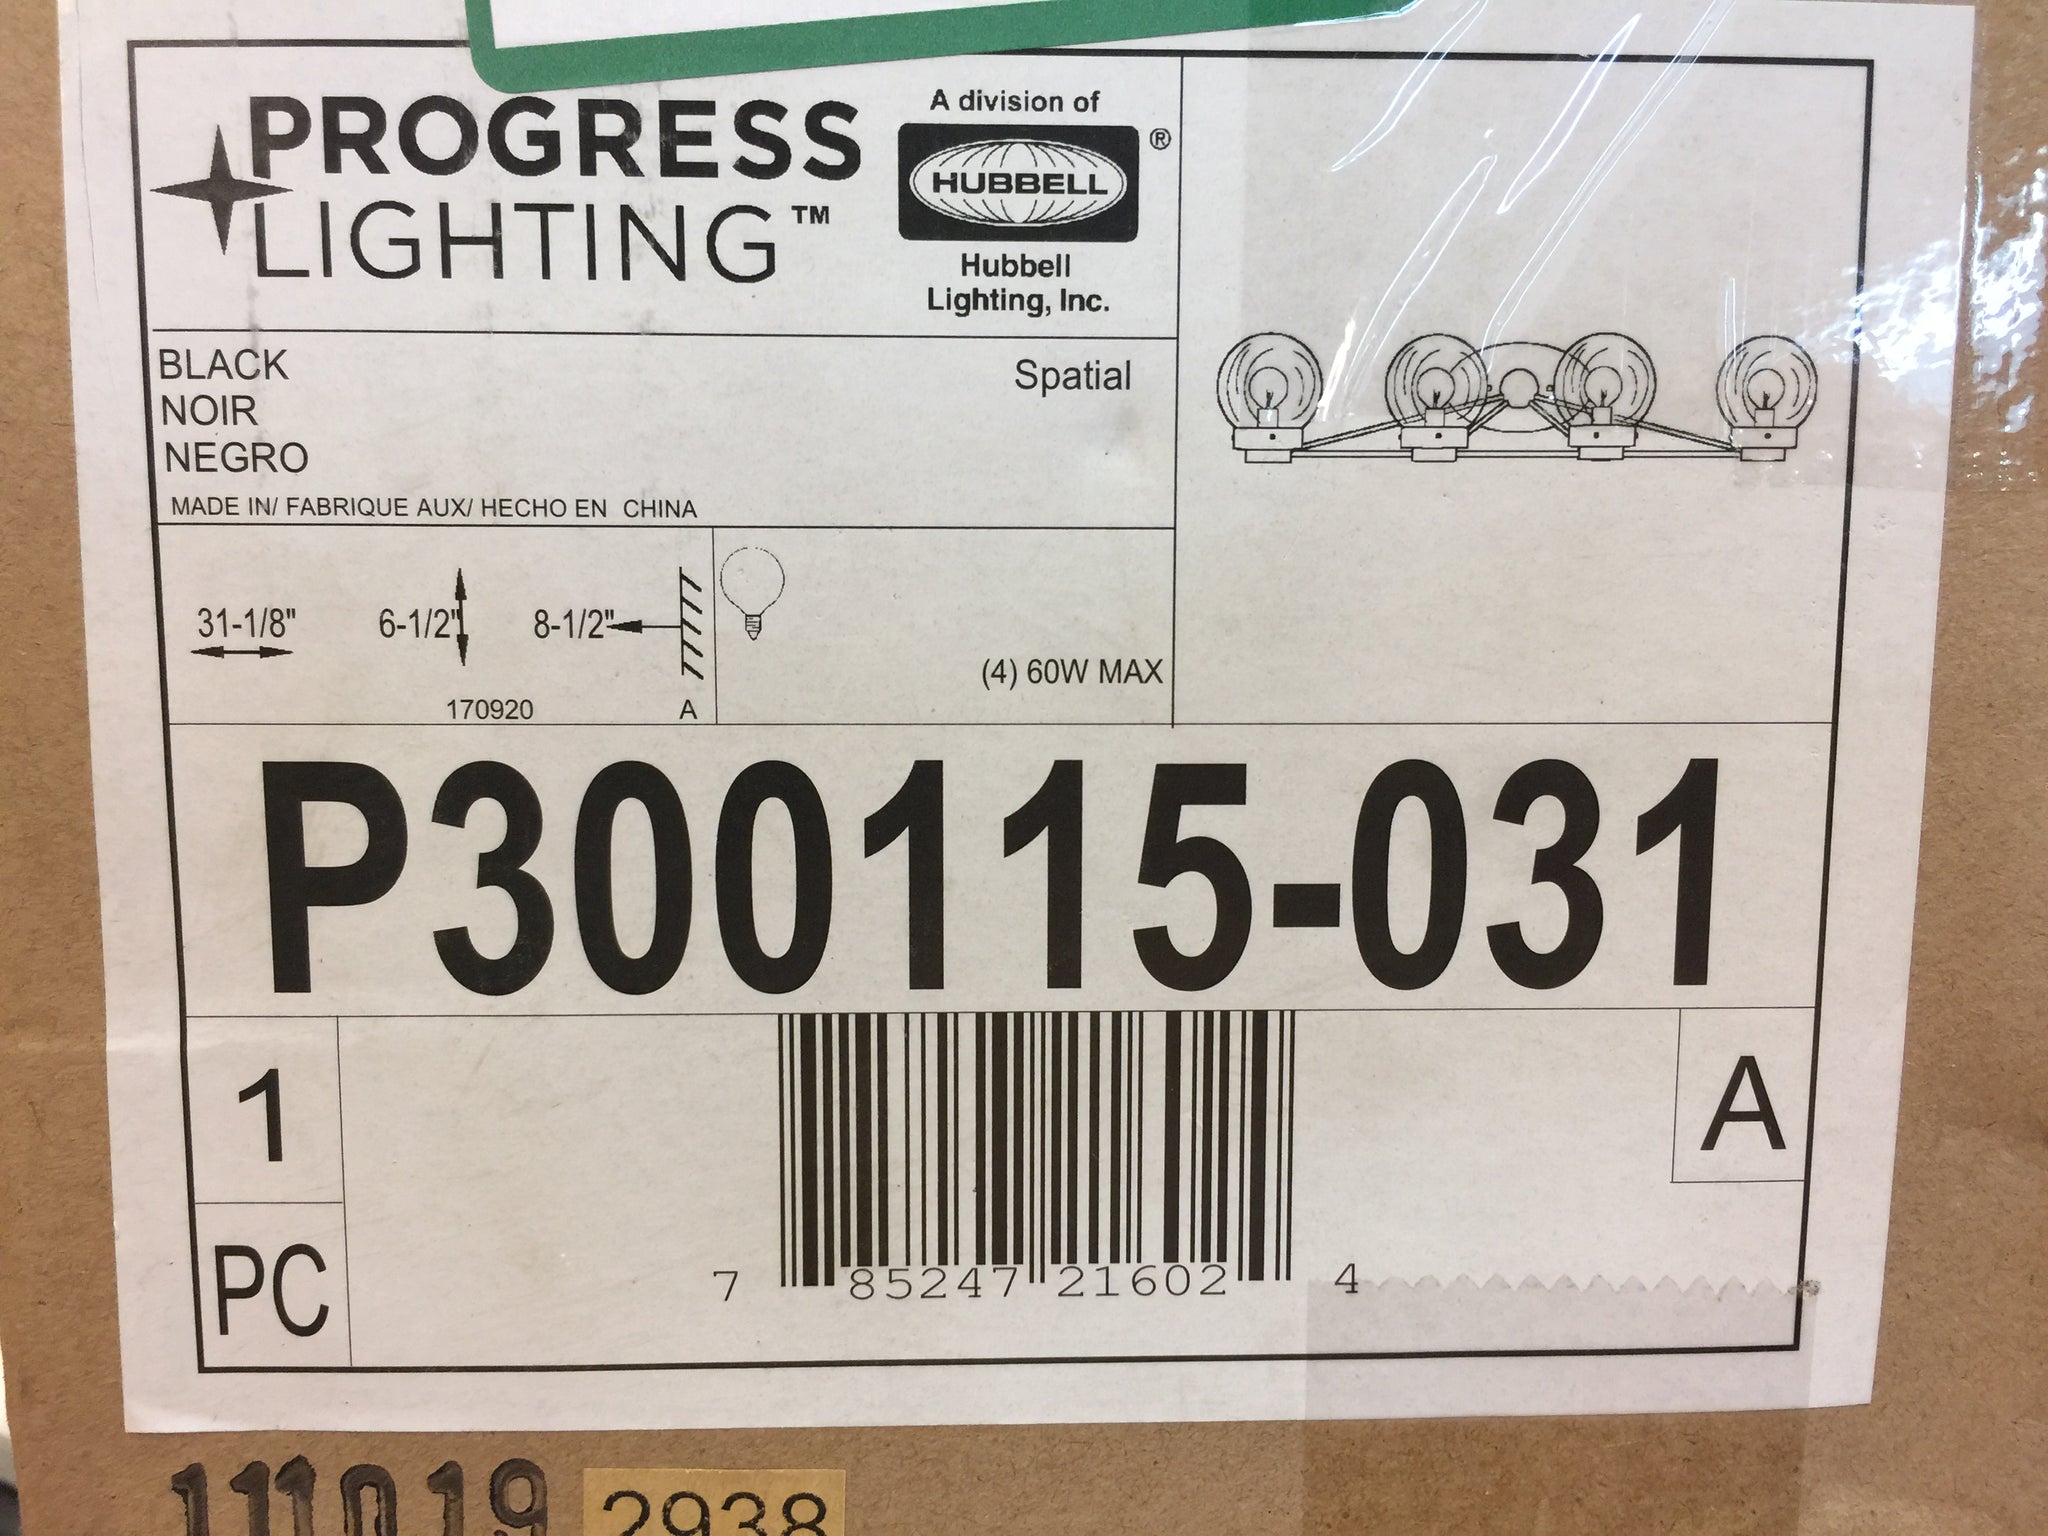 PROGRESS
LIGHTING™
A division of
HUBBELL ®
Hubbell
Lighting, Inc.
BLACK
NOIR
NEGRO
Spatial
MADE IN/ FABRIQUE AUX/ HECHO EN CHINA
31-1/8" 6-1/2" 8-1/2"
170920 A
(4) 60W MAX
P300115-031
1
PC
A
7 85247 21602 4
111019
2938